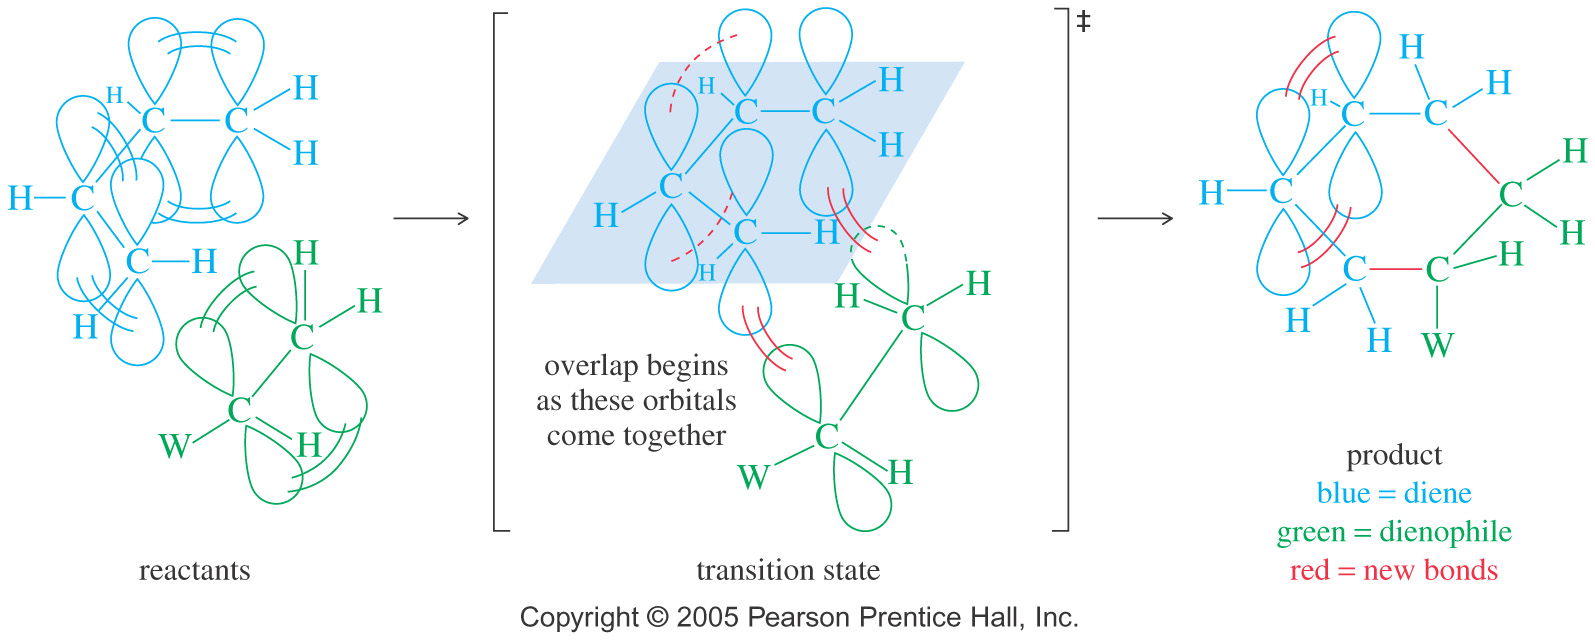 H
H
C
C
H
H
C
H
C
H
H
W
C
H
C
H
H
reactants
‡
H
C
C
H
H
C
H
C
H
H
H
H
C
C
W
H
overlap begins
as these orbitals
come together
transition state
H
H
H
C
C
H
C
H
C
H
C
C
H
H
H
W
product
blue = diene
green = dienophile
red = new bonds
Copyright © 2005 Pearson Prentice Hall, Inc.